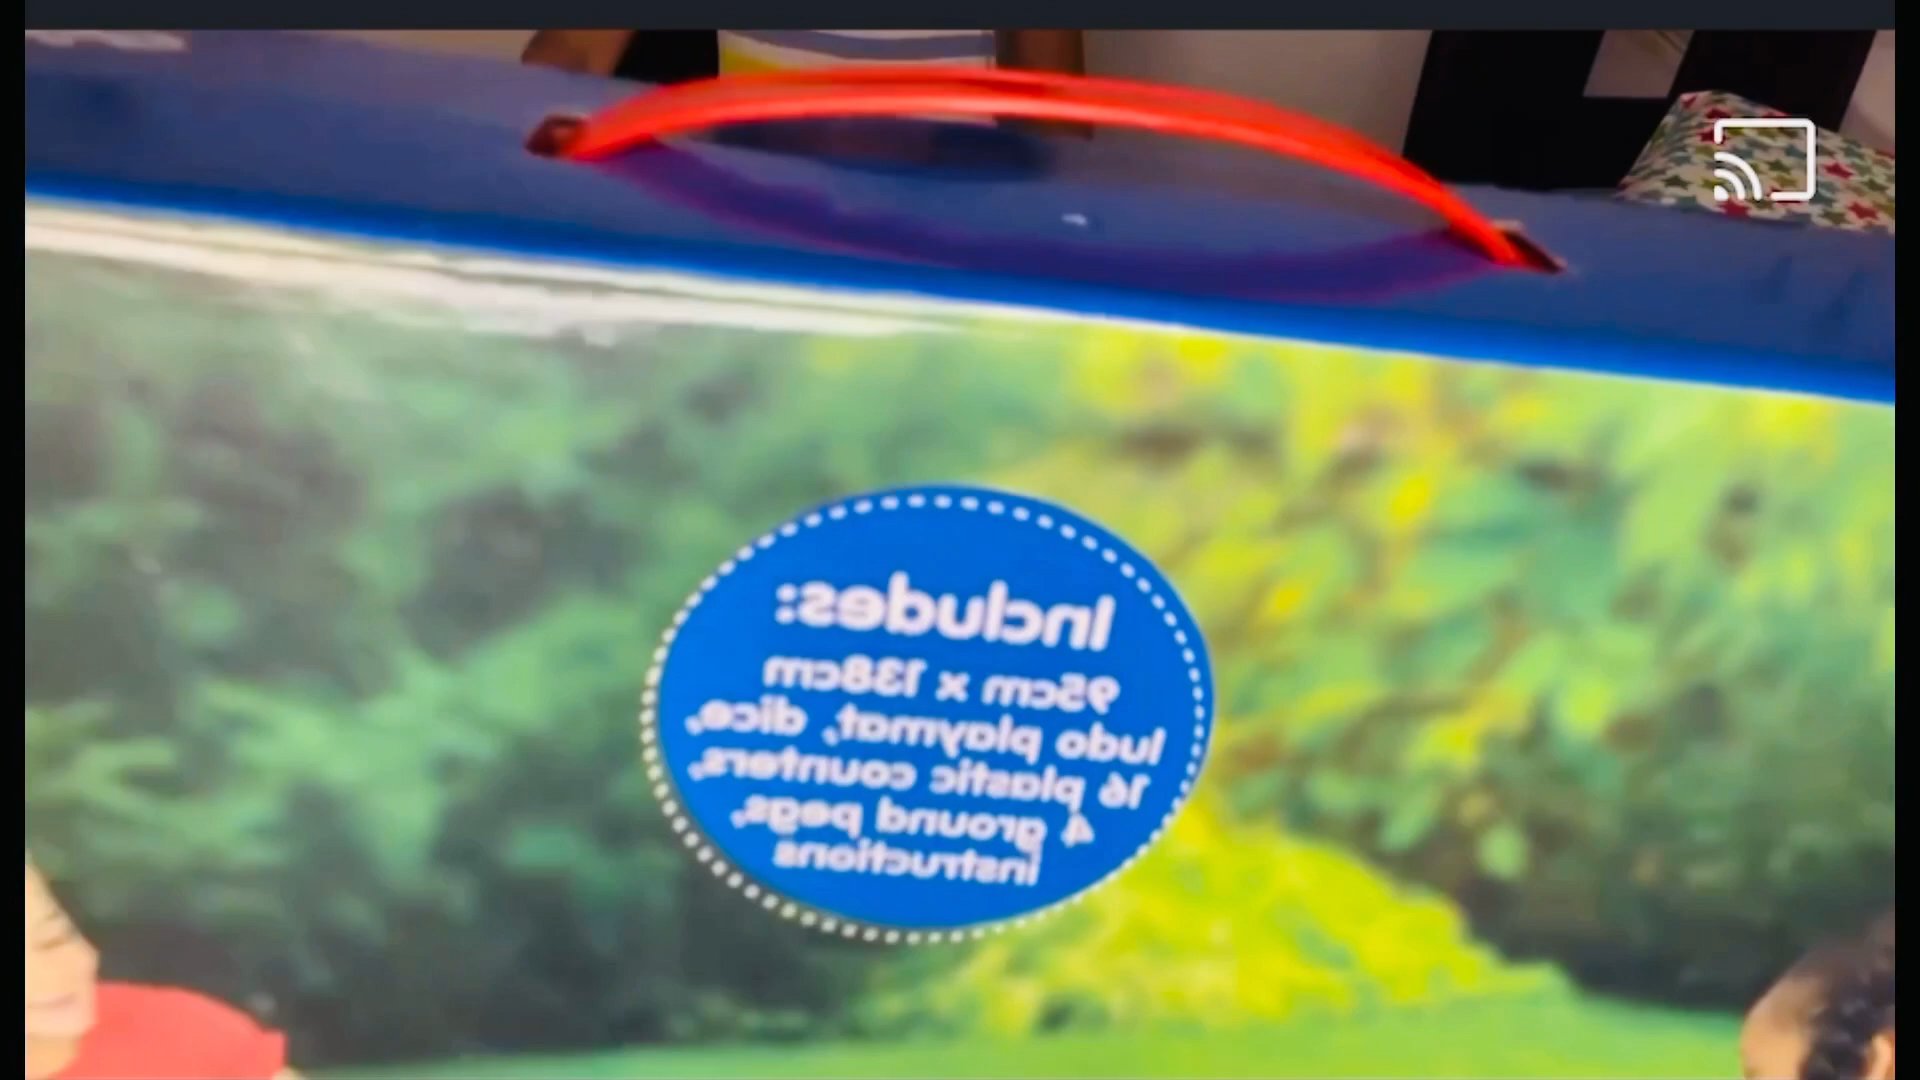 Includes:
95cm x 138cm
ludo playmat, dice,
16 plastic counters,
4 ground pegs,
instructions